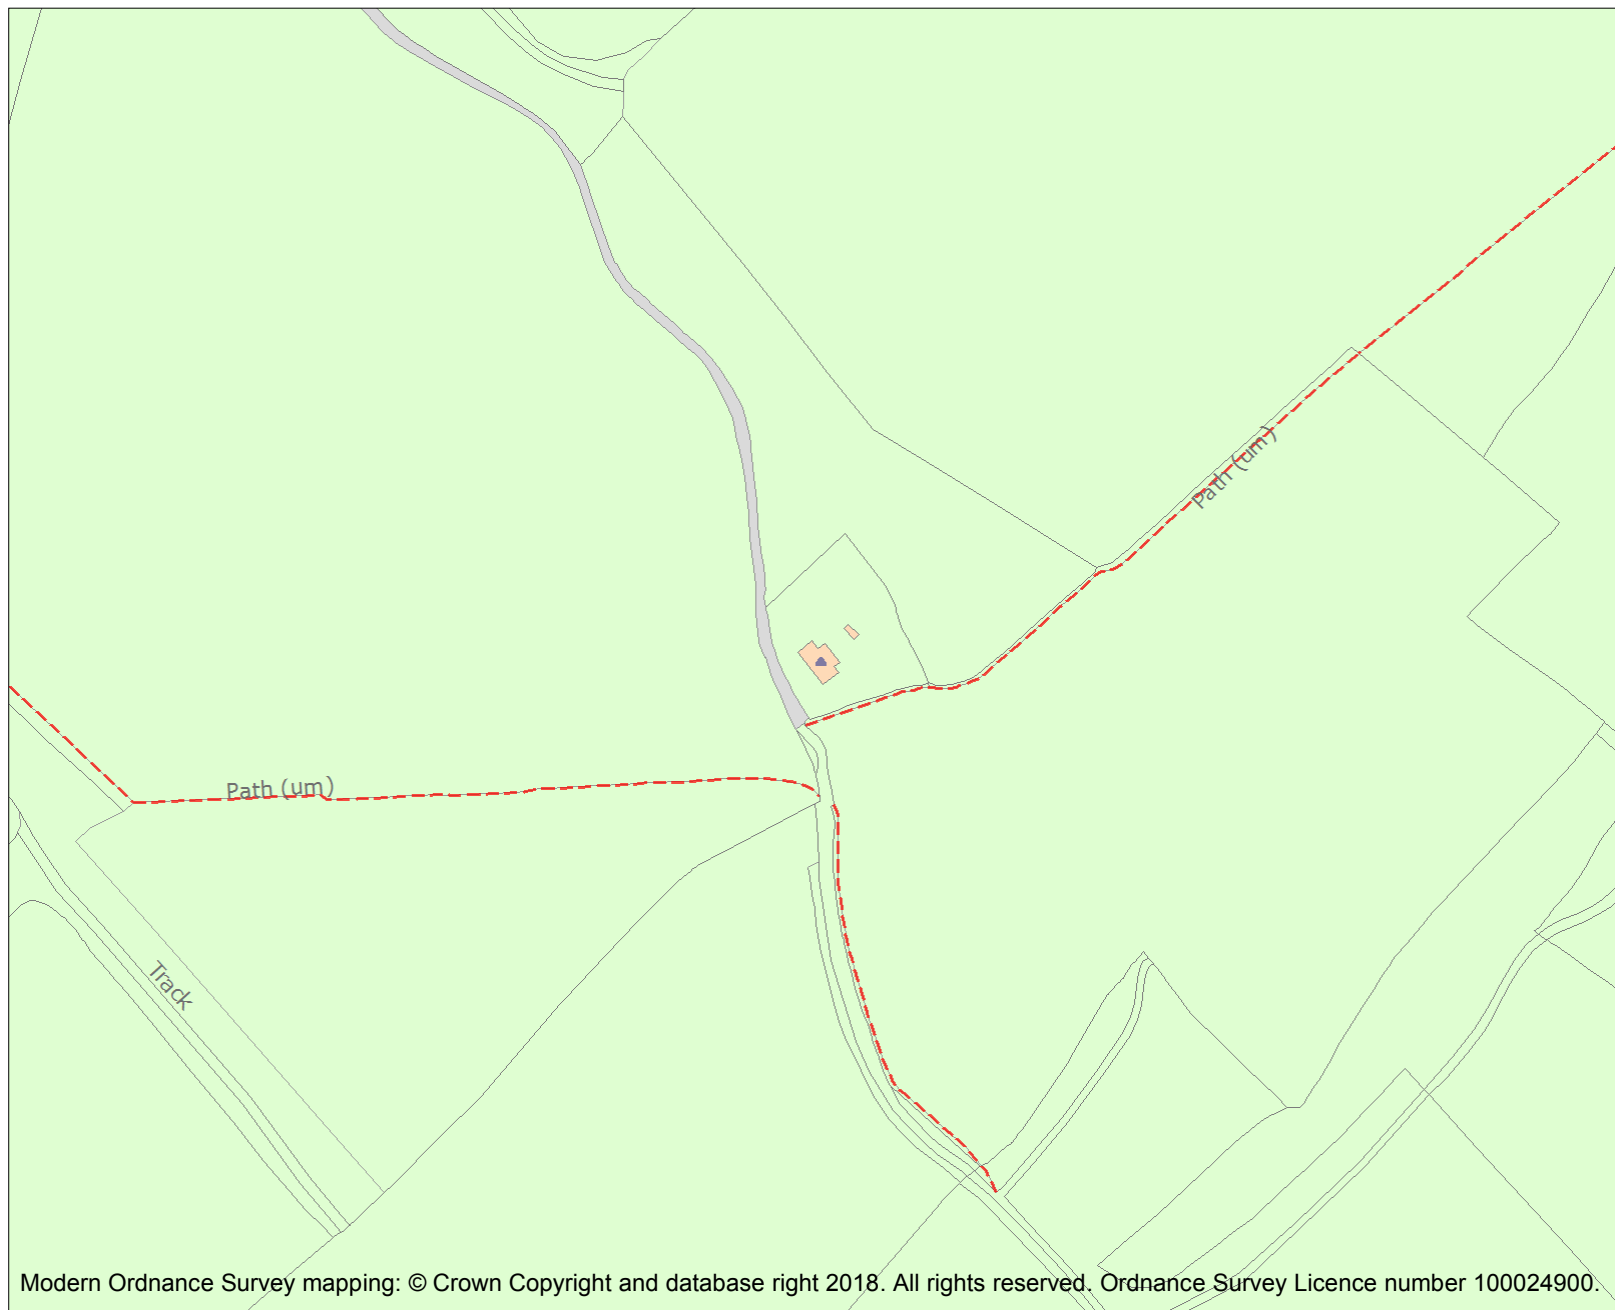 Path (um)
Path (um)
Track
Modern Ordnance Survey mapping: © Crown Copyright and database right 2018. All rights reserved. Ordnance Survey Licence number 100024900.